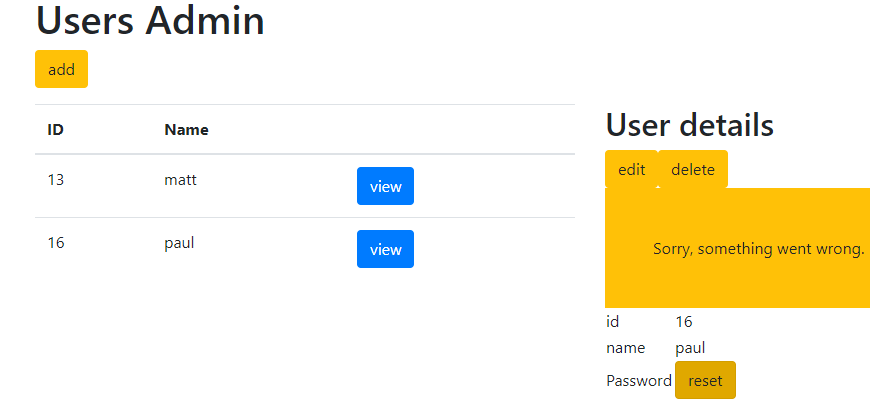 Users Admin
add
ID Name
13 matt view
16 paul view
User details
edit delete
Sorry, something went wrong.
id 16
name paul
Password reset